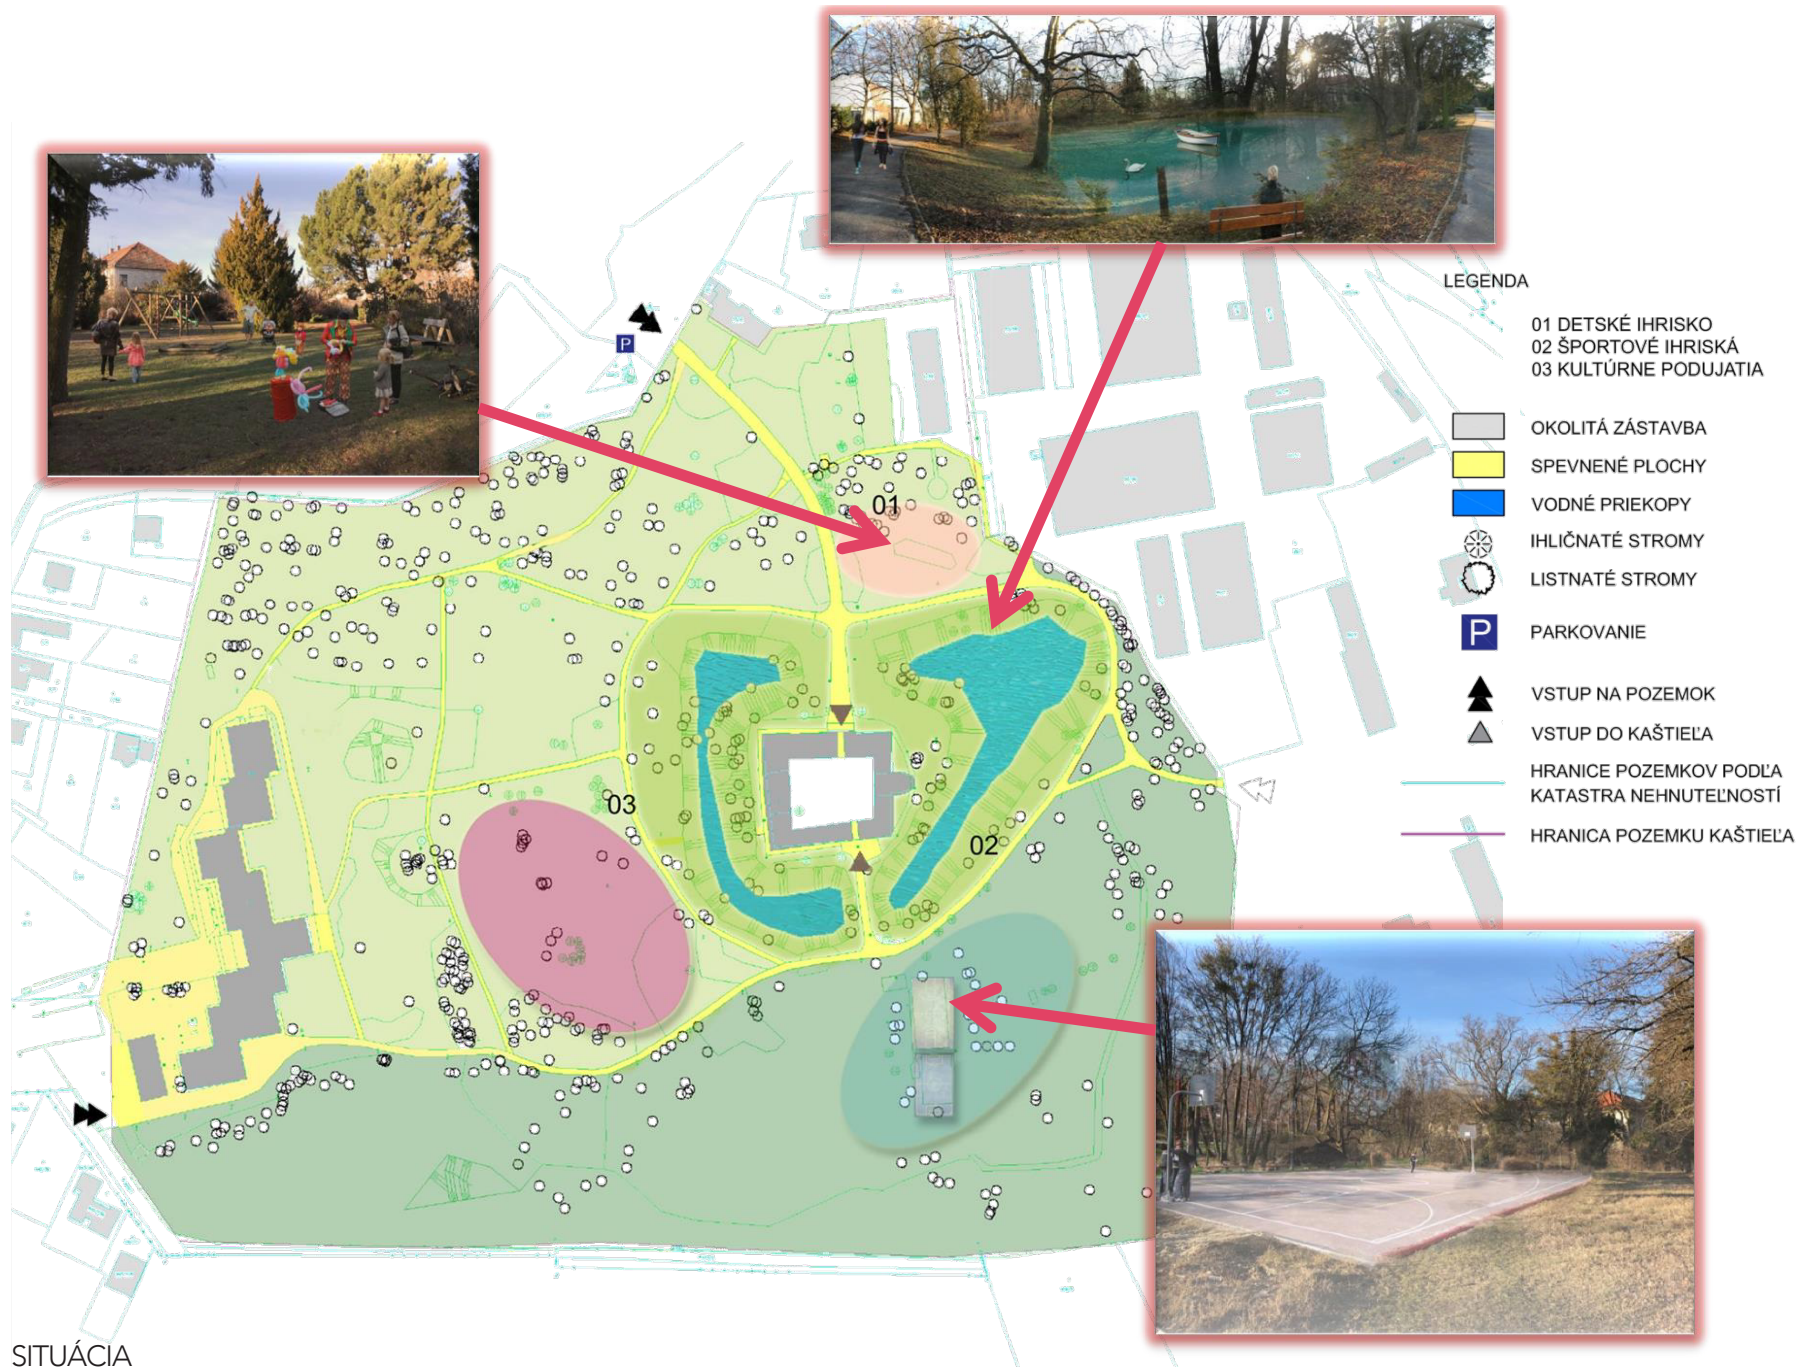 LEGENDA
01 DETSKÉ IHRISKO
02 ŠPORTOVÉ IHRISKÁ
03 KULTÚRNE PODUJATIA
OKOLITÁ ZÁSTAVBA
SPEVNENÉ PLOCHY
VODNÉ PRIEKOPY
IHLIČNATÉ STROMY
LISTNATÉ STROMY
P
PARKOVANIE
VSTUP NA POZEMOK
VSTUP DO KAŠTIEĽA
HRANICE POZEMKOV PODĽA
KATASTRA NEHNUTEĽNOSTÍ
HRANICA POZEMKU KAŠTIEĽA
P
01
03
02
SITUÁCIA